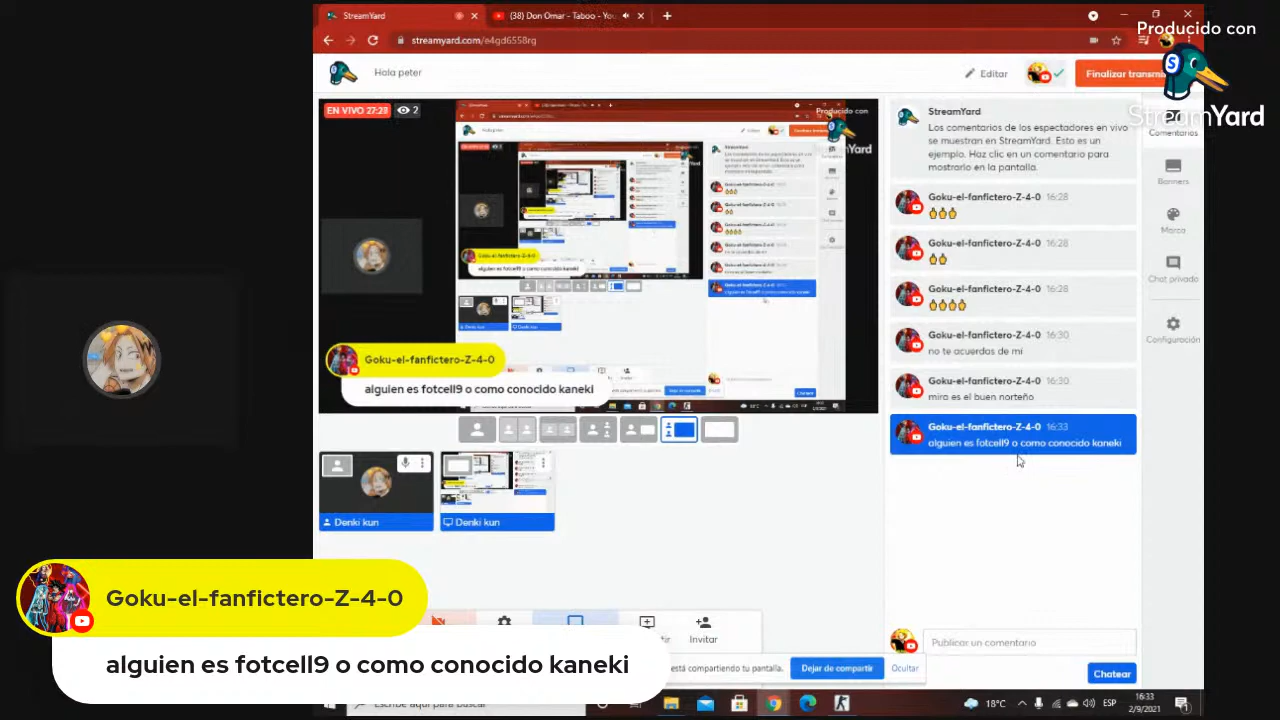 StreamYard
(38) Don Omar - Taboo - You
streamyard.com/e4gd6558rg
Producido con
StreamYard
Hola peter
Editar
Finalizar transmi
EN VIVO 27:28
2
StreamYard
Los comentarios de los espectadores en vivo
se muestran en StreamYard. Esto es un
ejemplo. Haz clic en un comentario para
mostrarlo en la pantalla.
Goku-el-fanfictero-Z-4-0 16:28
Goku-el-fanfictero-Z-4-0 16:28
Goku-el-fanfictero-Z-4-0 16:28
Goku-el-fanfictero-Z-4-0 16:30
no te acuerdas de mi
Goku-el-fanfictero-Z-4-0 16:30
mira es el buen norteño
Goku-el-fanfictero-Z-4-0 16:33
alguien es fotcell9 o como conocido kaneki
Comentarios
Banners
Marca
Chat privado
Configuración
Goku-el-fanfictero-Z-4-0
alguien es fotcell9 o como conocido kaneki
Denki kun
Denki kun
Denki kun
Denki kun
Goku-el-fanfictero-Z-4-0
alguien es fotcell9 o como conocido kaneki
Invitar
está compartiendo tu pantalla.
Dejar de compartir
Ocultar
Publicar un comentario
Chatear
Escribe aquí para buscar
18°C
ESP
16:33
2/9/2021